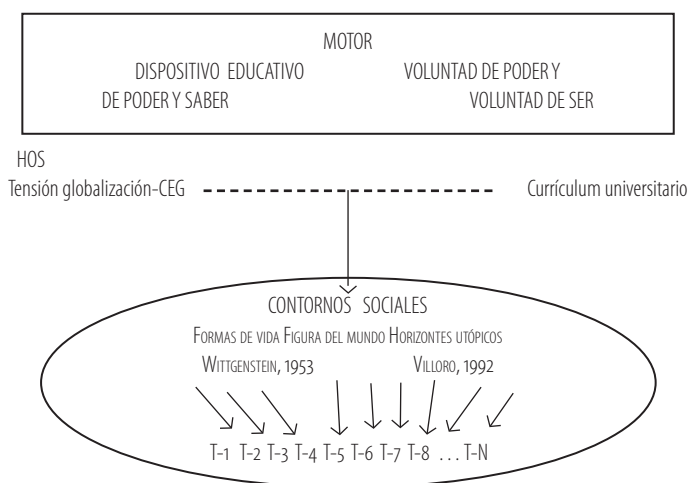 MOTOR
DISPOSITIVO EDUCATIVO VOLUNTAD DE PODER Y
DE PODER Y SABER VOLUNTAD DE SER
HOS
Tensión globalización-CEG Currículum universitario
CONTORNOS SOCIALES
FORMAS DE VIDA FIGURA DEL MUNDO HORIZONTES UTÓPICOS
WITTGENSTEIN, 1953 VILLORO, 1992
T-1 T-2 T-3 T-4 T-5 T-6 T-7 T-8 ... T-N